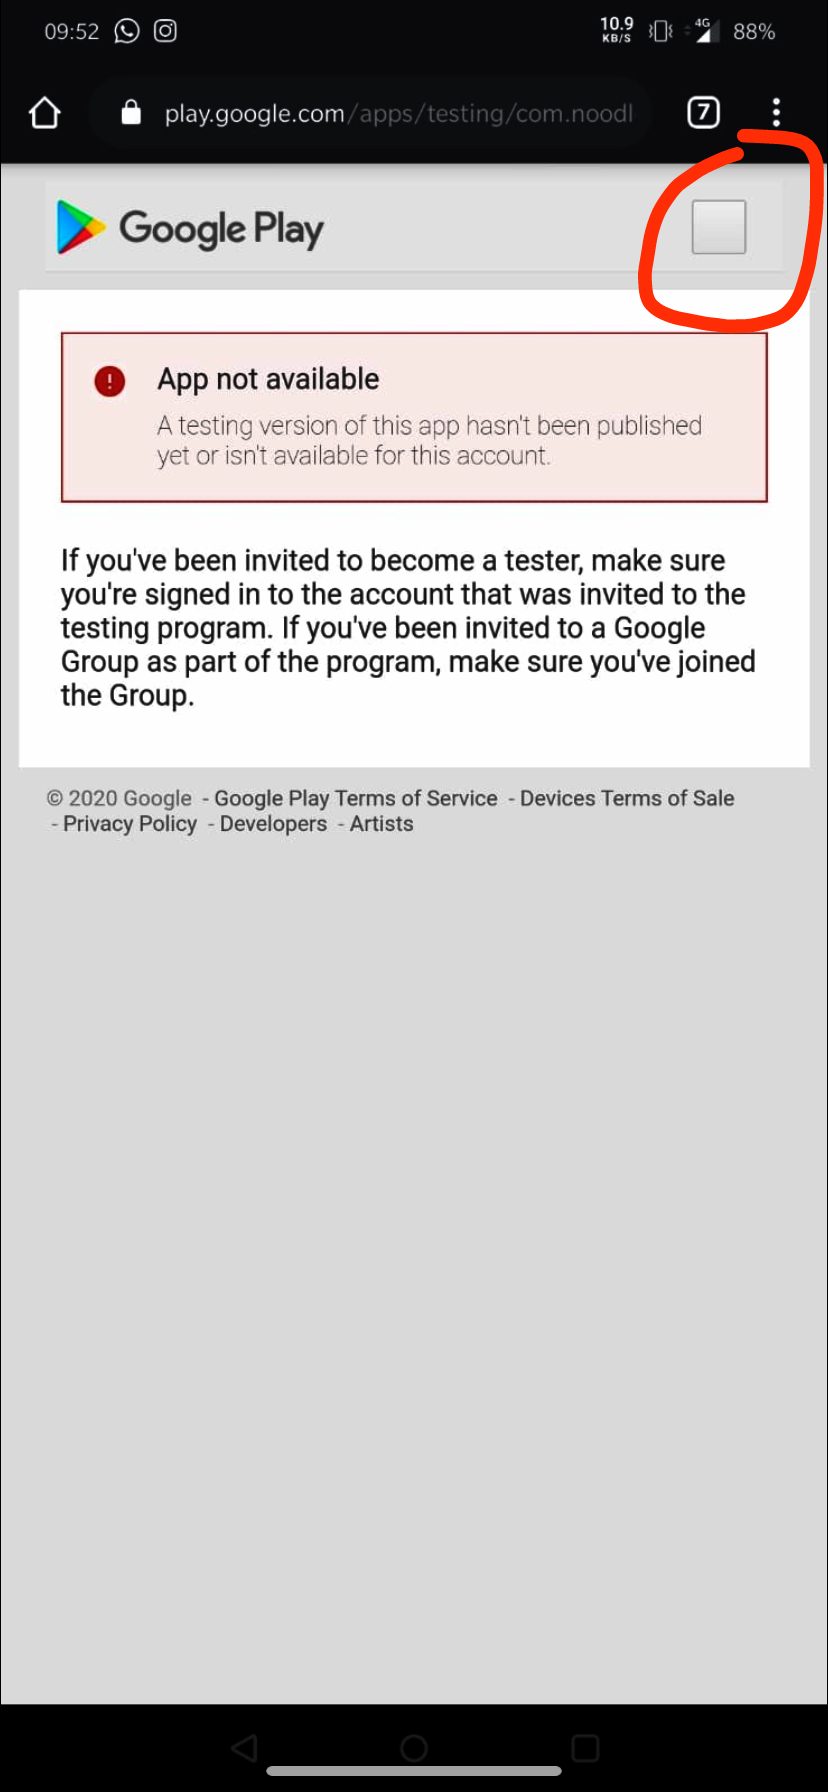 09:52
10.9
KB/S
4G
88%
play.google.com/apps/testing/com.noodl
7
Google Play
App not available
A testing version of this app hasn't been published
yet or isn't available for this account.
If you've been invited to become a tester, make sure
you're signed in to the account that was invited to the
testing program. If you've been invited to a Google
Group as part of the program, make sure you've joined
the Group.
© 2020 Google - Google Play Terms of Service - Devices Terms of Sale
- Privacy Policy - Developers - Artists